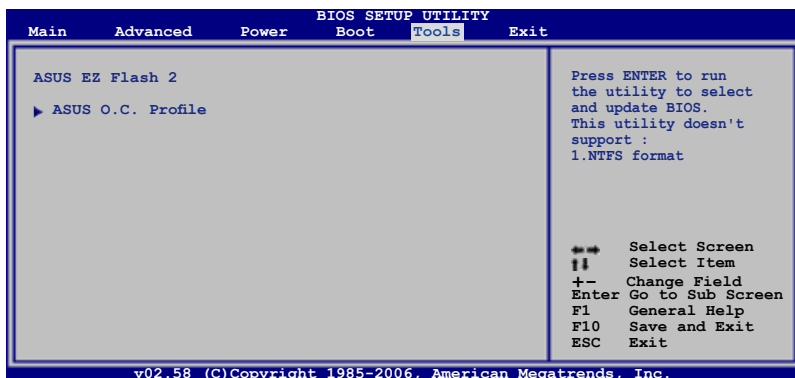 BIOS SETUP UTILITY
Main Advanced Power Boot Tools Exit
ASUS EZ Flash 2
ASUS O.C. Profile
Press ENTER to run
the utility to select
and update BIOS.
This utility doesn't
support :
1.NTFS format
Select Screen
Select Item
+- Change Field
Enter Go to Sub Screen
F1 General Help
F10 Save and Exit
ESC Exit
v02.58 (C)Copyright 1985-2006, American Megatrends, Inc.